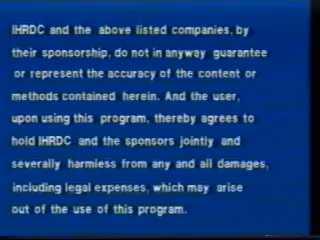 IHRDC and the above listed companies, by
their sponsorship, do not in anyway guarantee
or represent the accuracy of the content or
methods contained herein. And the user,
upon using this program, thereby agrees to
hold IHRDC and the sponsors jointly and
severally harmless from any and all damages,
including legal expenses, which may arise
out of the use of this program.